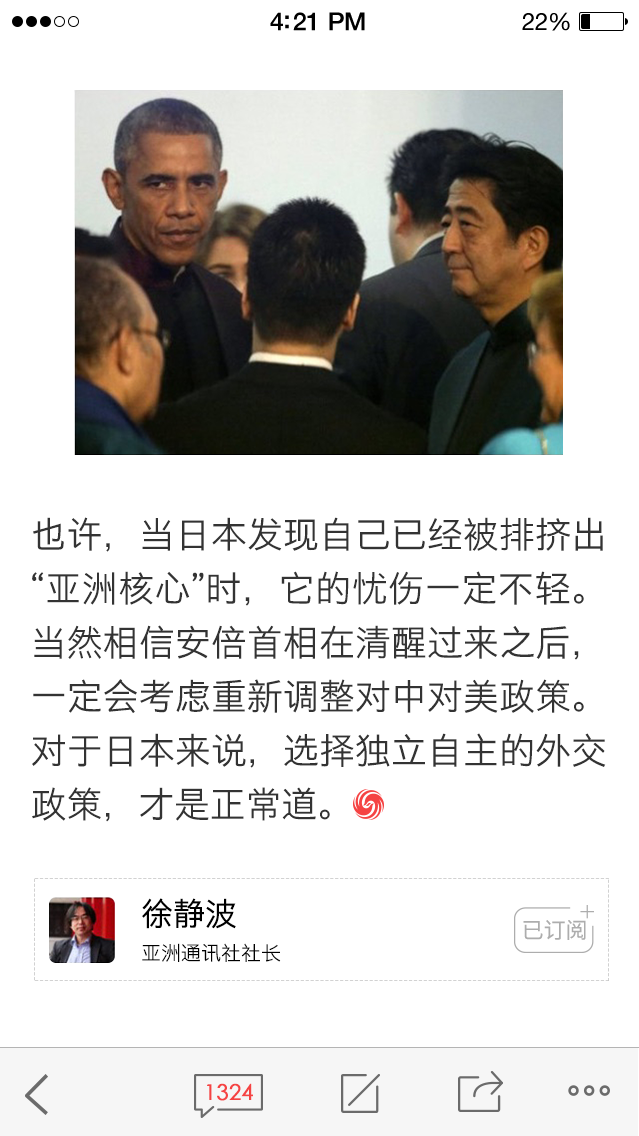 4:21 PM 22%
也许，当日本发现自己已经被排挤出
“亚洲核心”时，它的忧伤一定不轻。
当然相信安倍首相在清醒过来之后，
一定会考虑重新调整对中对美政策。
对于日本来说，选择独立自主的外交
政策，才是正常道。
徐静波
已订阅
亚洲通讯社社长
1324